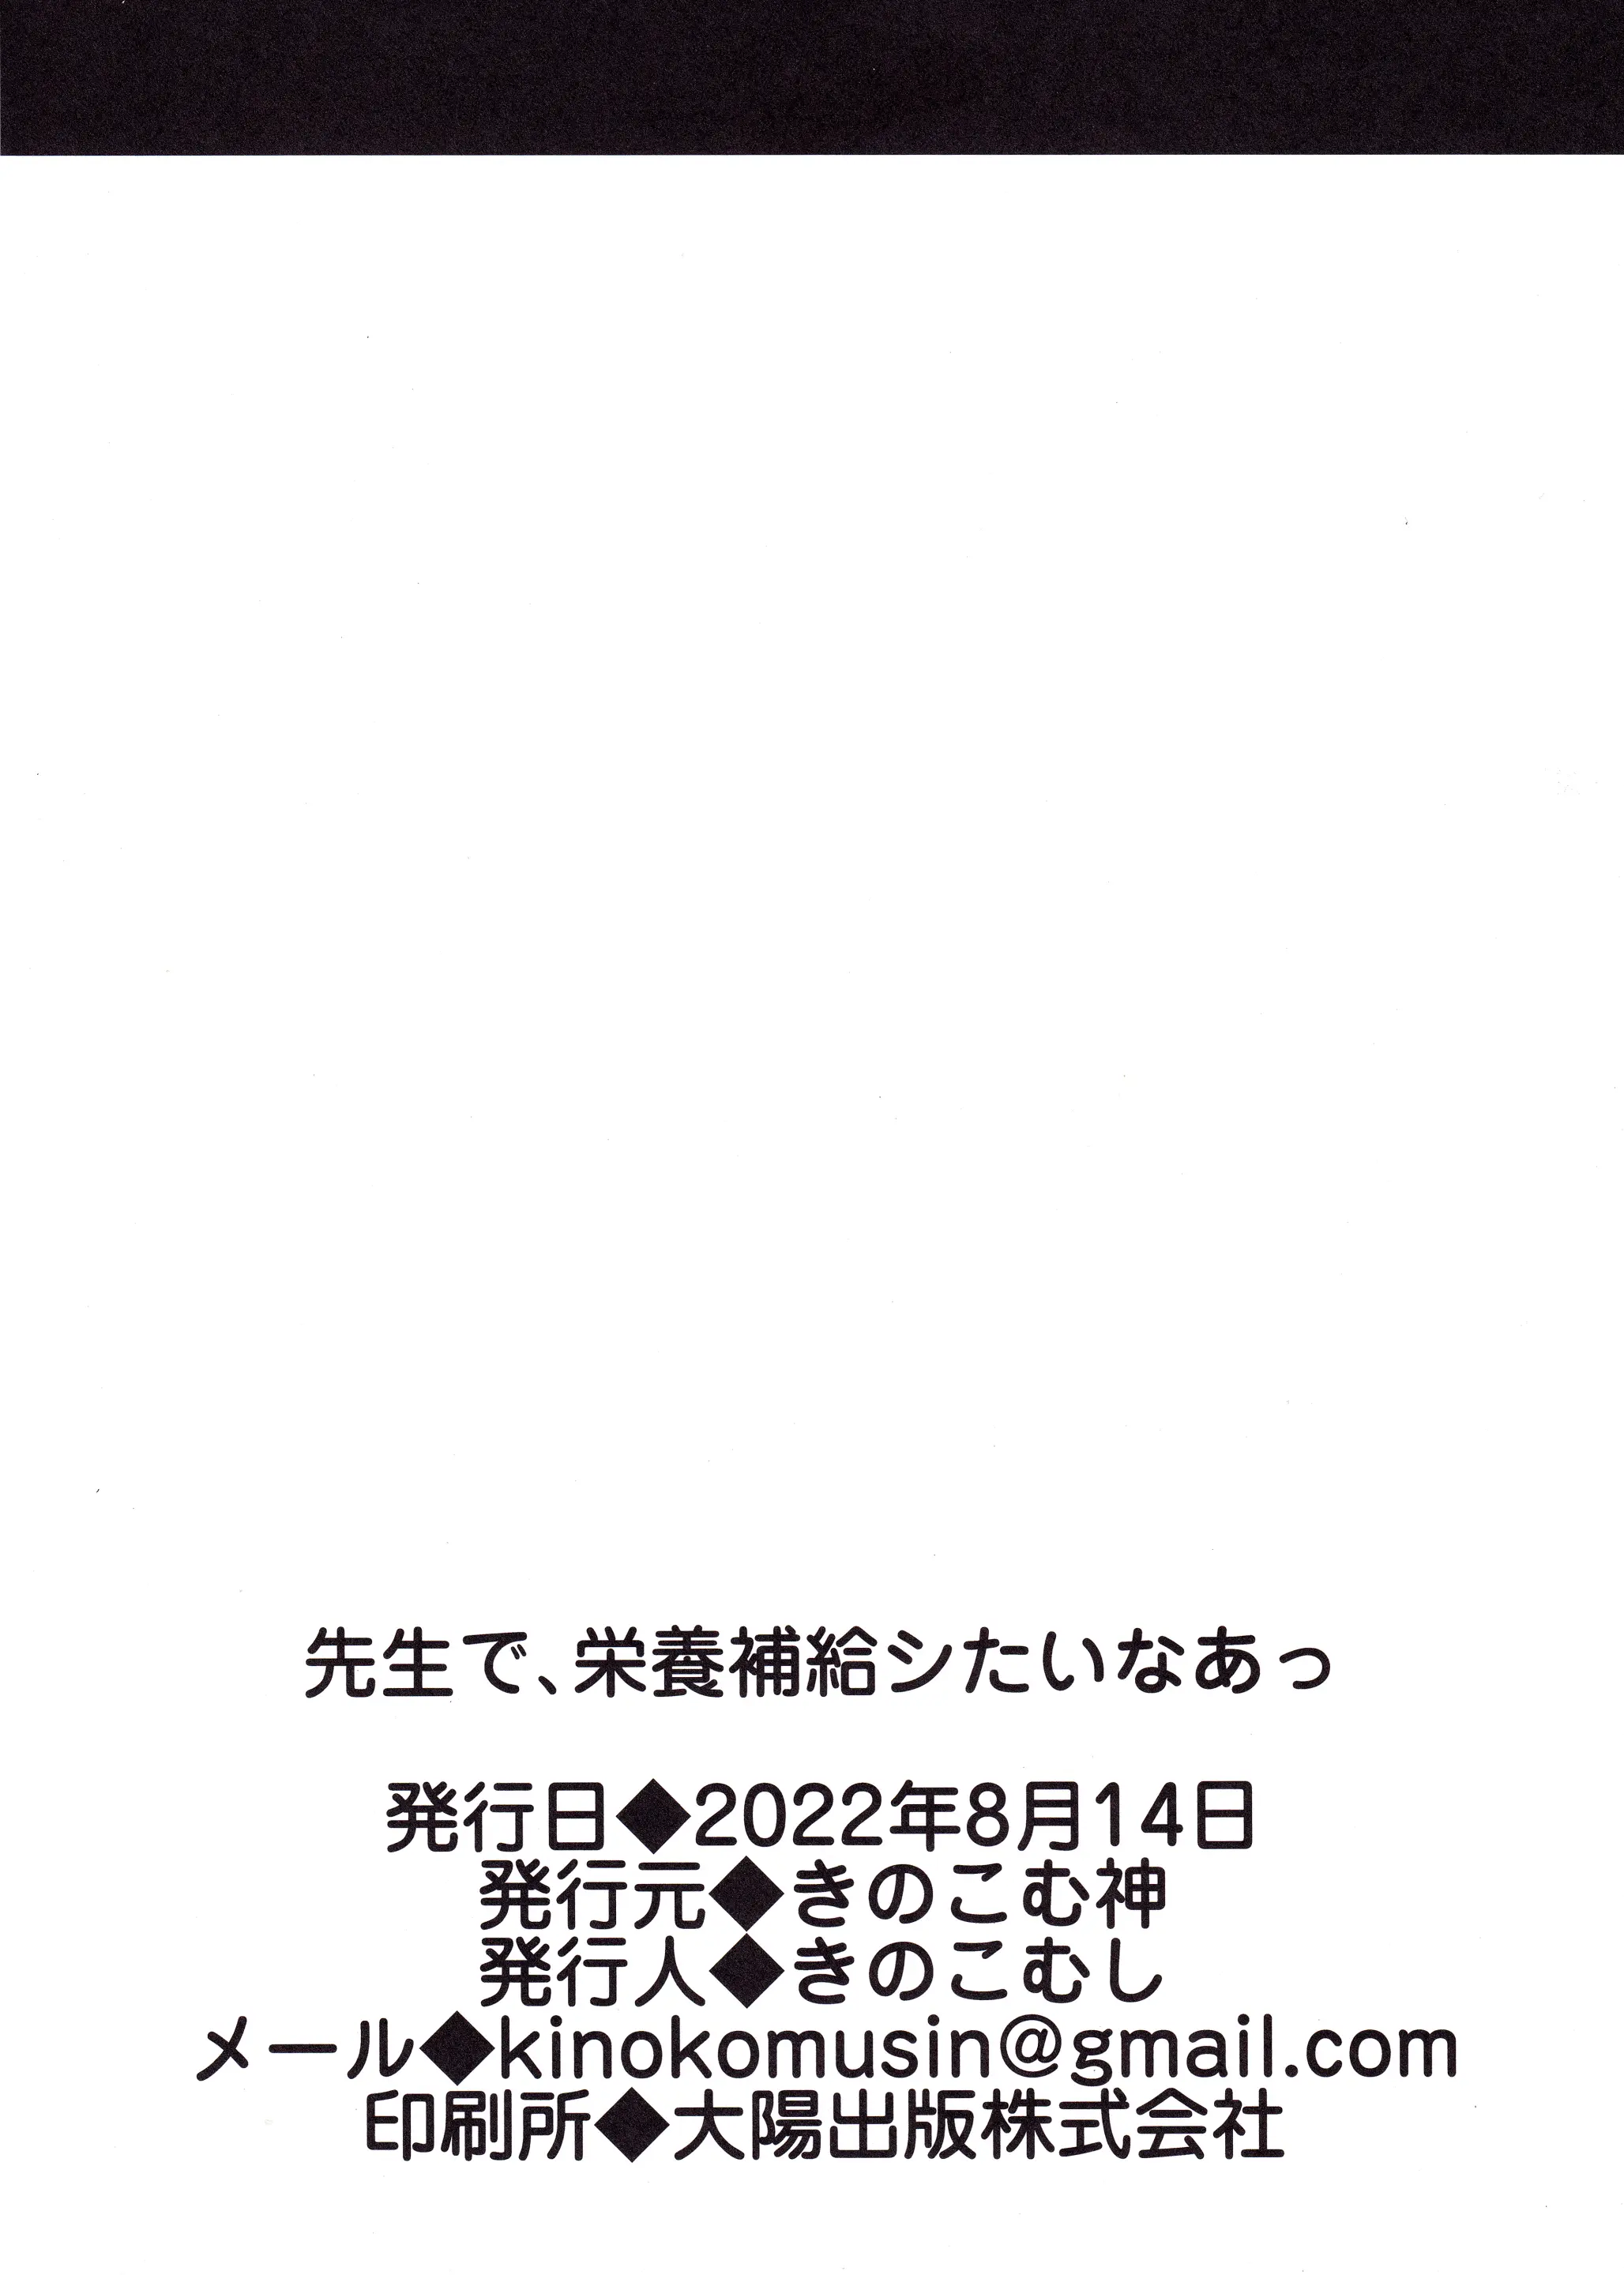 先生で、栄養補給シたいなあっ
発行日◆2022年8月14日
発行元◆きのこむ神
発行人◆きのこむし
メール◆kinokomusin@gmail.com
印刷所◆大陽出版株式会社